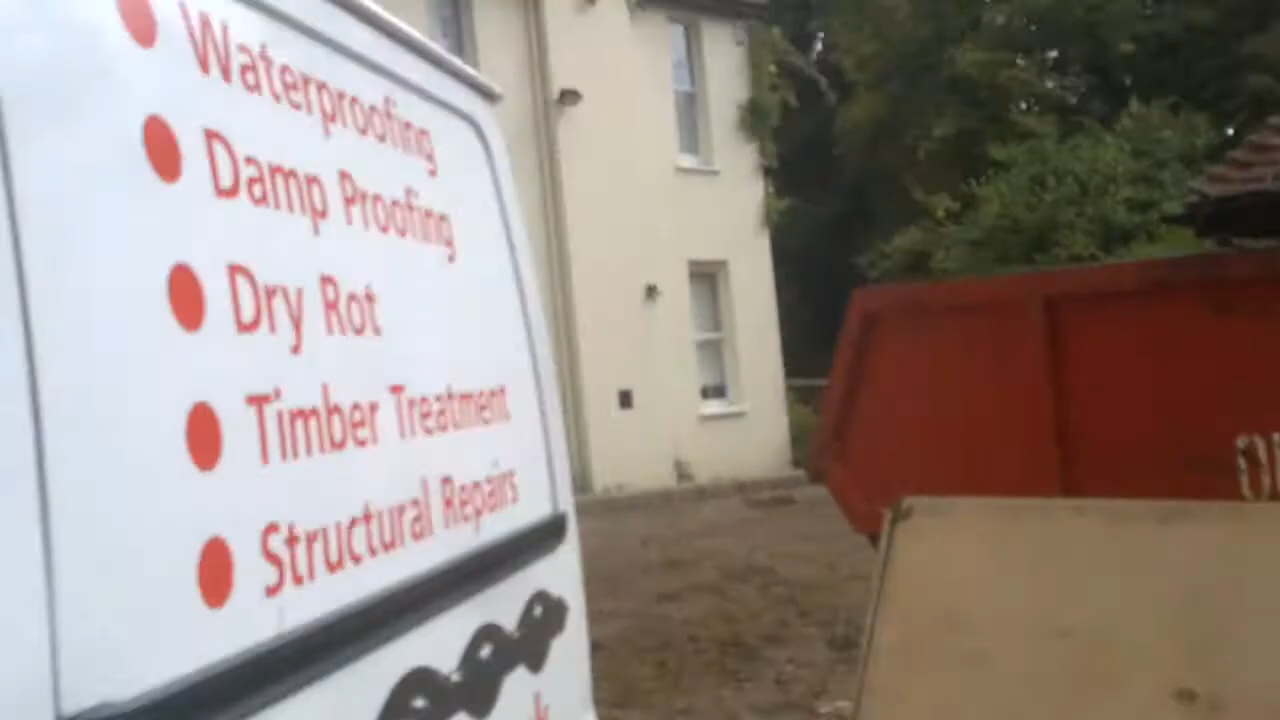 Waterproofing
Damp Proofing
Dry Rot
Timber Treatment
Structural Repairs